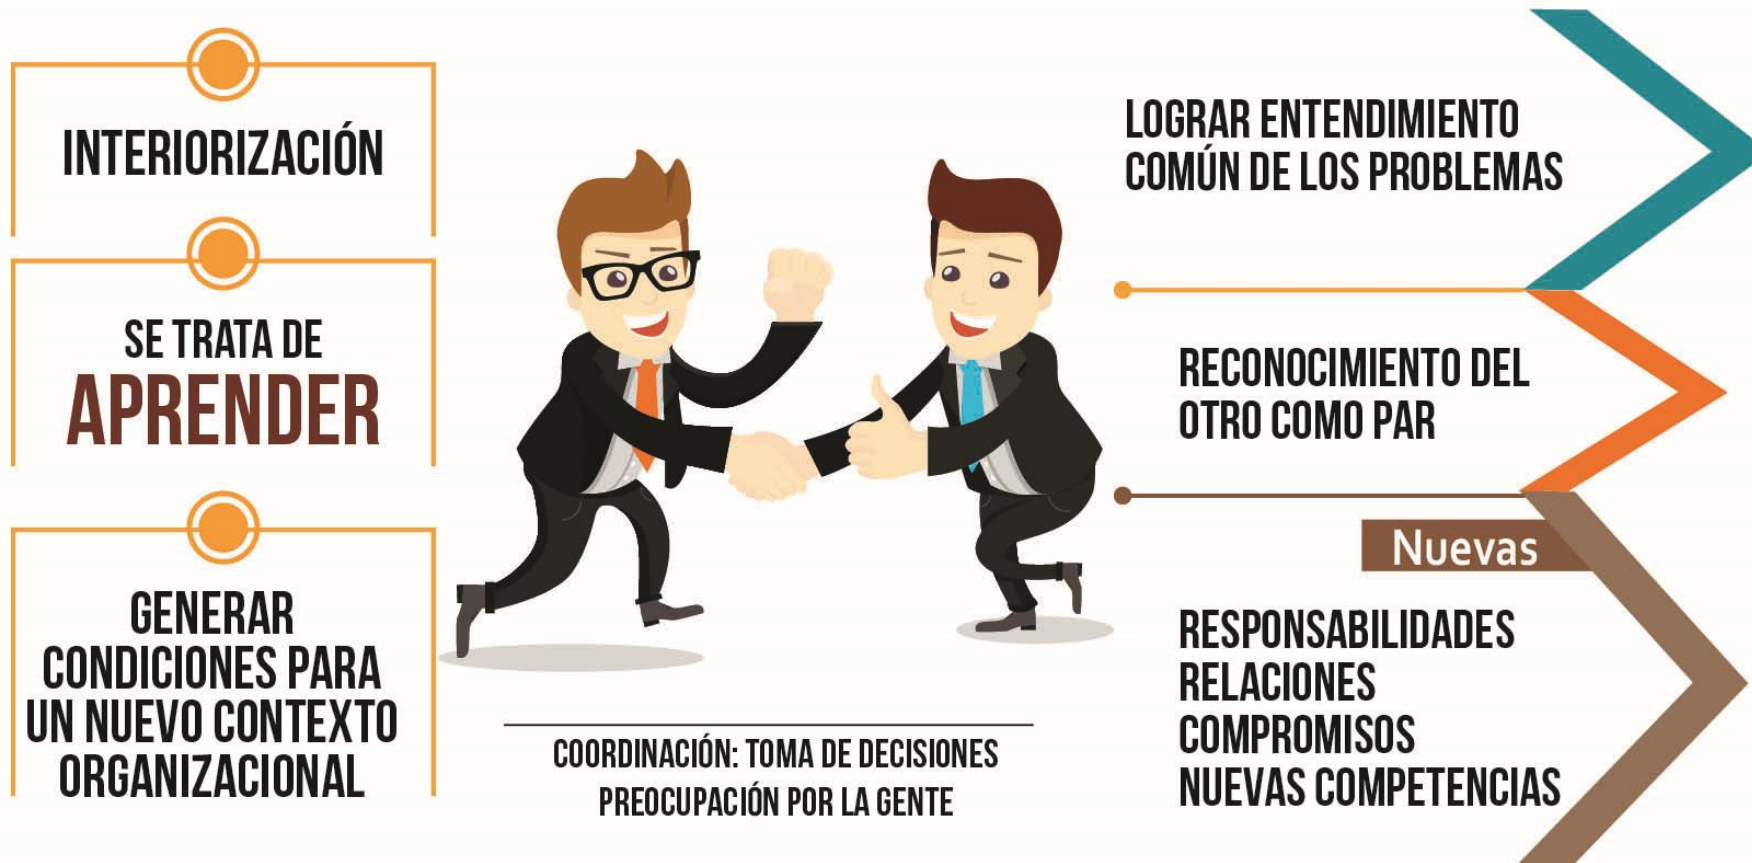 INTERIORIZACIÓN
SE TRATA DE
APRENDER
GENERAR
CONDICIONES PARA
UN NUEVO CONTEXTO
ORGANIZACIONAL
COORDINACIÓN: TOMA DE DECISIONES
PREOCUPACIÓN POR LA GENTE
LOGRAR ENTENDIMIENTO
COMÚN DE LOS PROBLEMAS
RECONOCIMIENTO DEL
OTRO COMO PAR
Nuevas
RESPONSABILIDADES
RELACIONES
COMPROMISOS
NUEVAS COMPETENCIAS